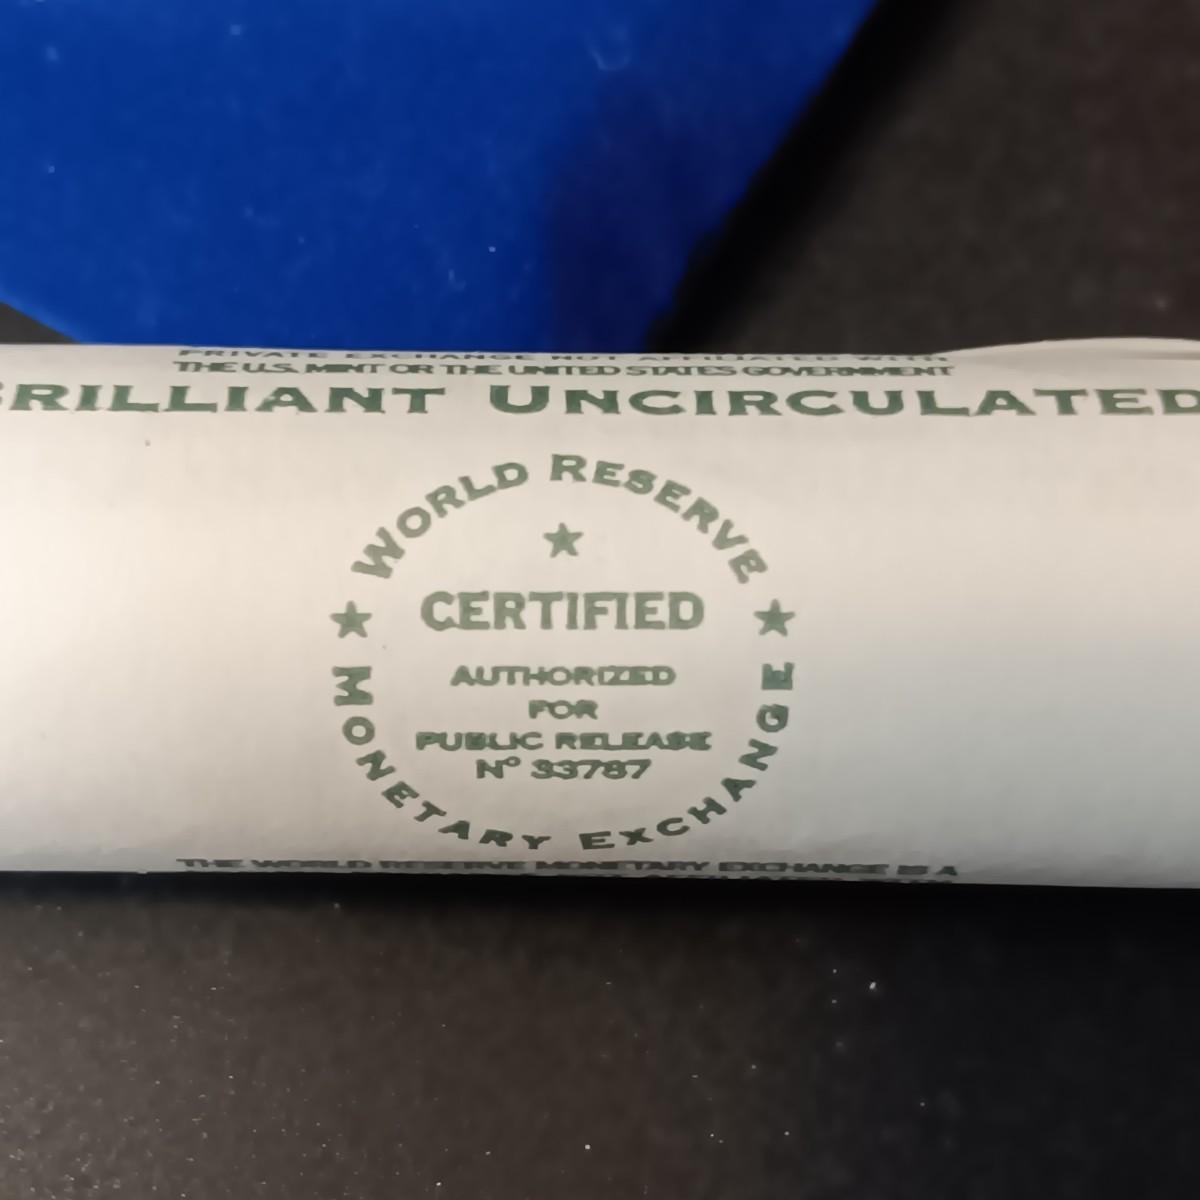 PRIVATE EXCHANGE NOT AFFILIATED WITH
THE U.S. MINT OR THE UNITED STATES GOVERNMENT
BRILLIANT UNCIRCULATED
WORLD RESERVE
CERTIFIED
AUTHORIZED
FOR
PUBLIC RELEASE
Nº 33787
MONETARY EXCHANGE
THE WORLD RESERVE MONETARY EXCHANGE IS A